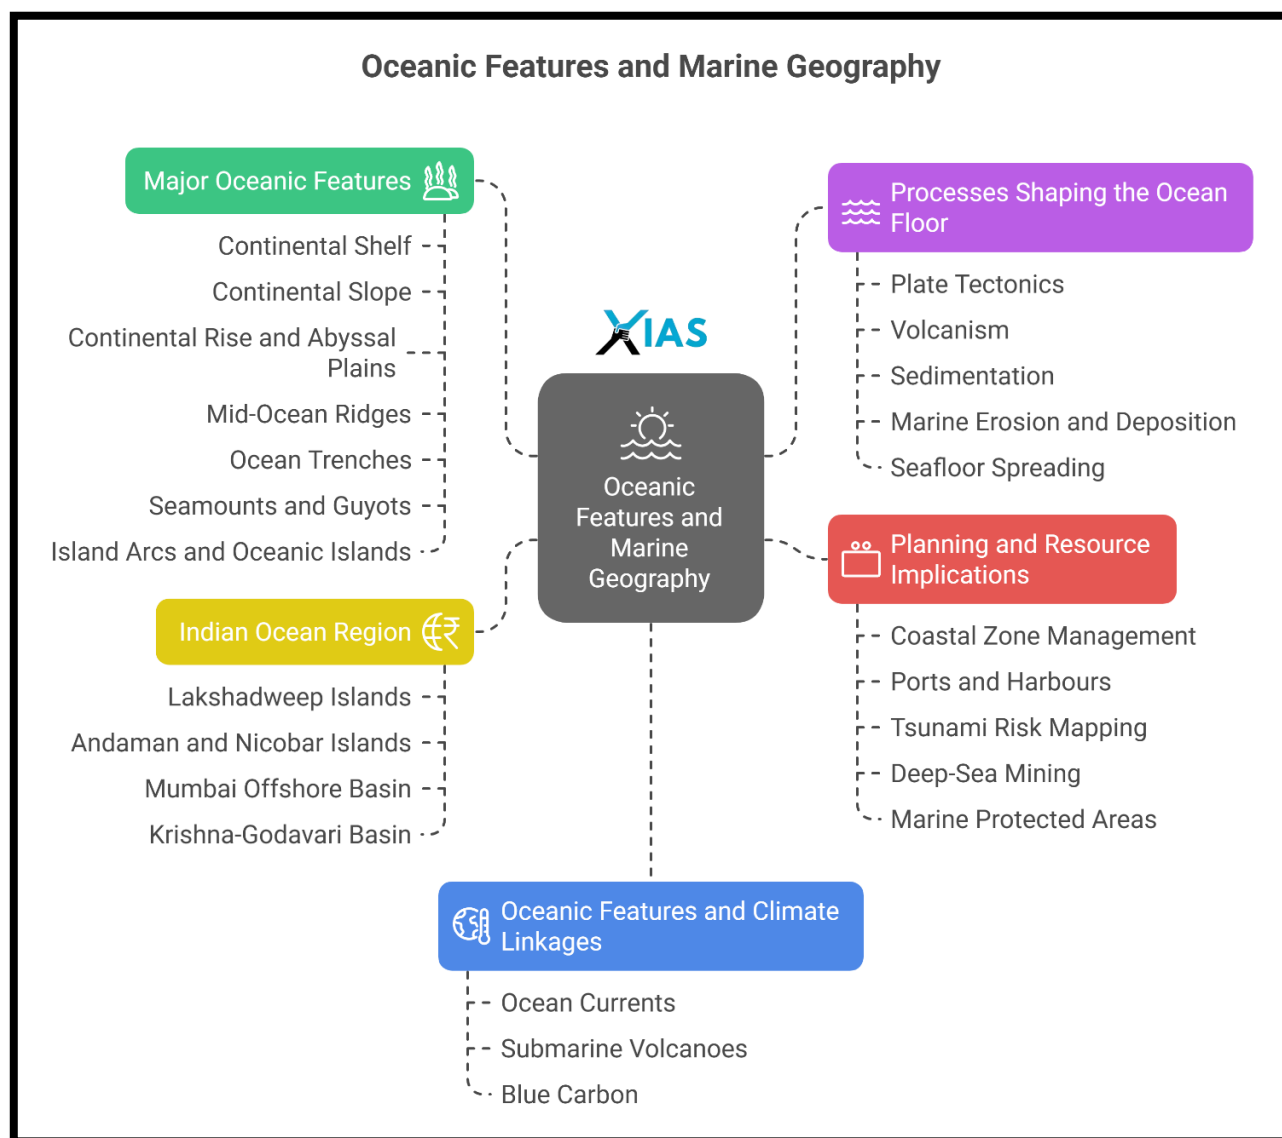 Oceanic Features and Marine Geography
Major Oceanic Features
Continental Shelf
Continental Slope
Continental Rise and Abyssal
Plains
Mid-Ocean Ridges
Ocean Trenches
Seamounts and Guyots
Island Arcs and Oceanic Islands
Indian Ocean Region
₹
Lakshadweep Islands
Andaman and Nicobar Islands
Mumbai Offshore Basin
Krishna-Godavari Basin
XIAS
Oceanic
Features and
Marine
Geography
Processes Shaping the Ocean
Floor
Plate Tectonics
Volcanism
Sedimentation
Marine Erosion and Deposition
Seafloor Spreading
Planning and Resource
Implications
Coastal Zone Management
Ports and Harbours
Tsunami Risk Mapping
Deep-Sea Mining
Marine Protected Areas
Oceanic Features and Climate
Linkages
Ocean Currents
Submarine Volcanoes
Blue Carbon